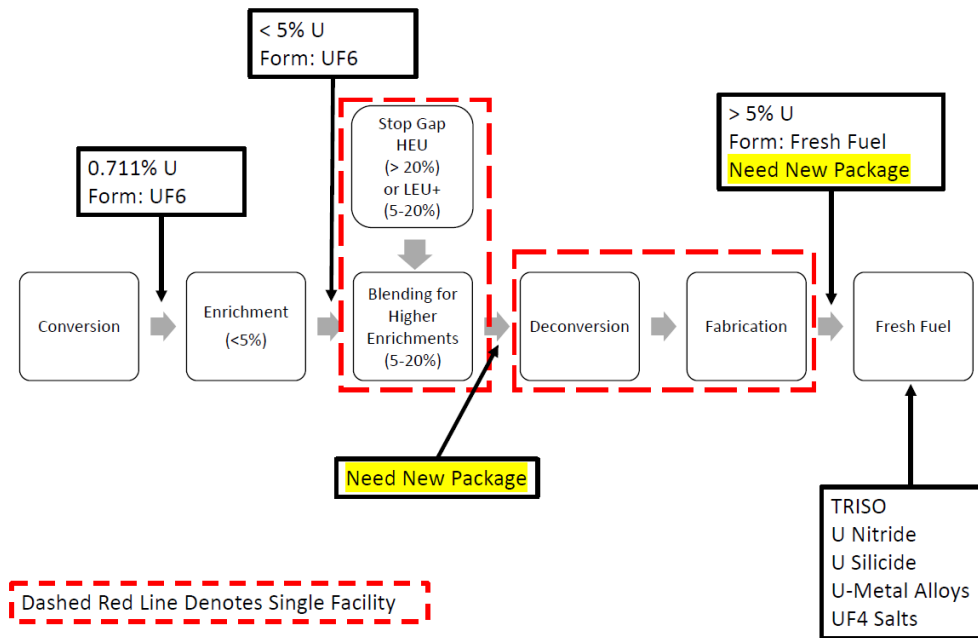 < 5% U
Form: UF6
Stop Gap
HEU
(> 20%)
or LEU+
(5-20%)
> 5% U
Form: Fresh Fuel
Need New Package
0.711% U
Form: UF6
Conversion
Enrichment
(<5%)
Blending for
Higher
Enrichments
(5-20%)
Deconversion
Fabrication
Fresh Fuel
Need New Package
TRISO
U Nitride
U Silicide
U-Metal Alloys
UF4 Salts
Dashed Red Line Denotes Single Facility